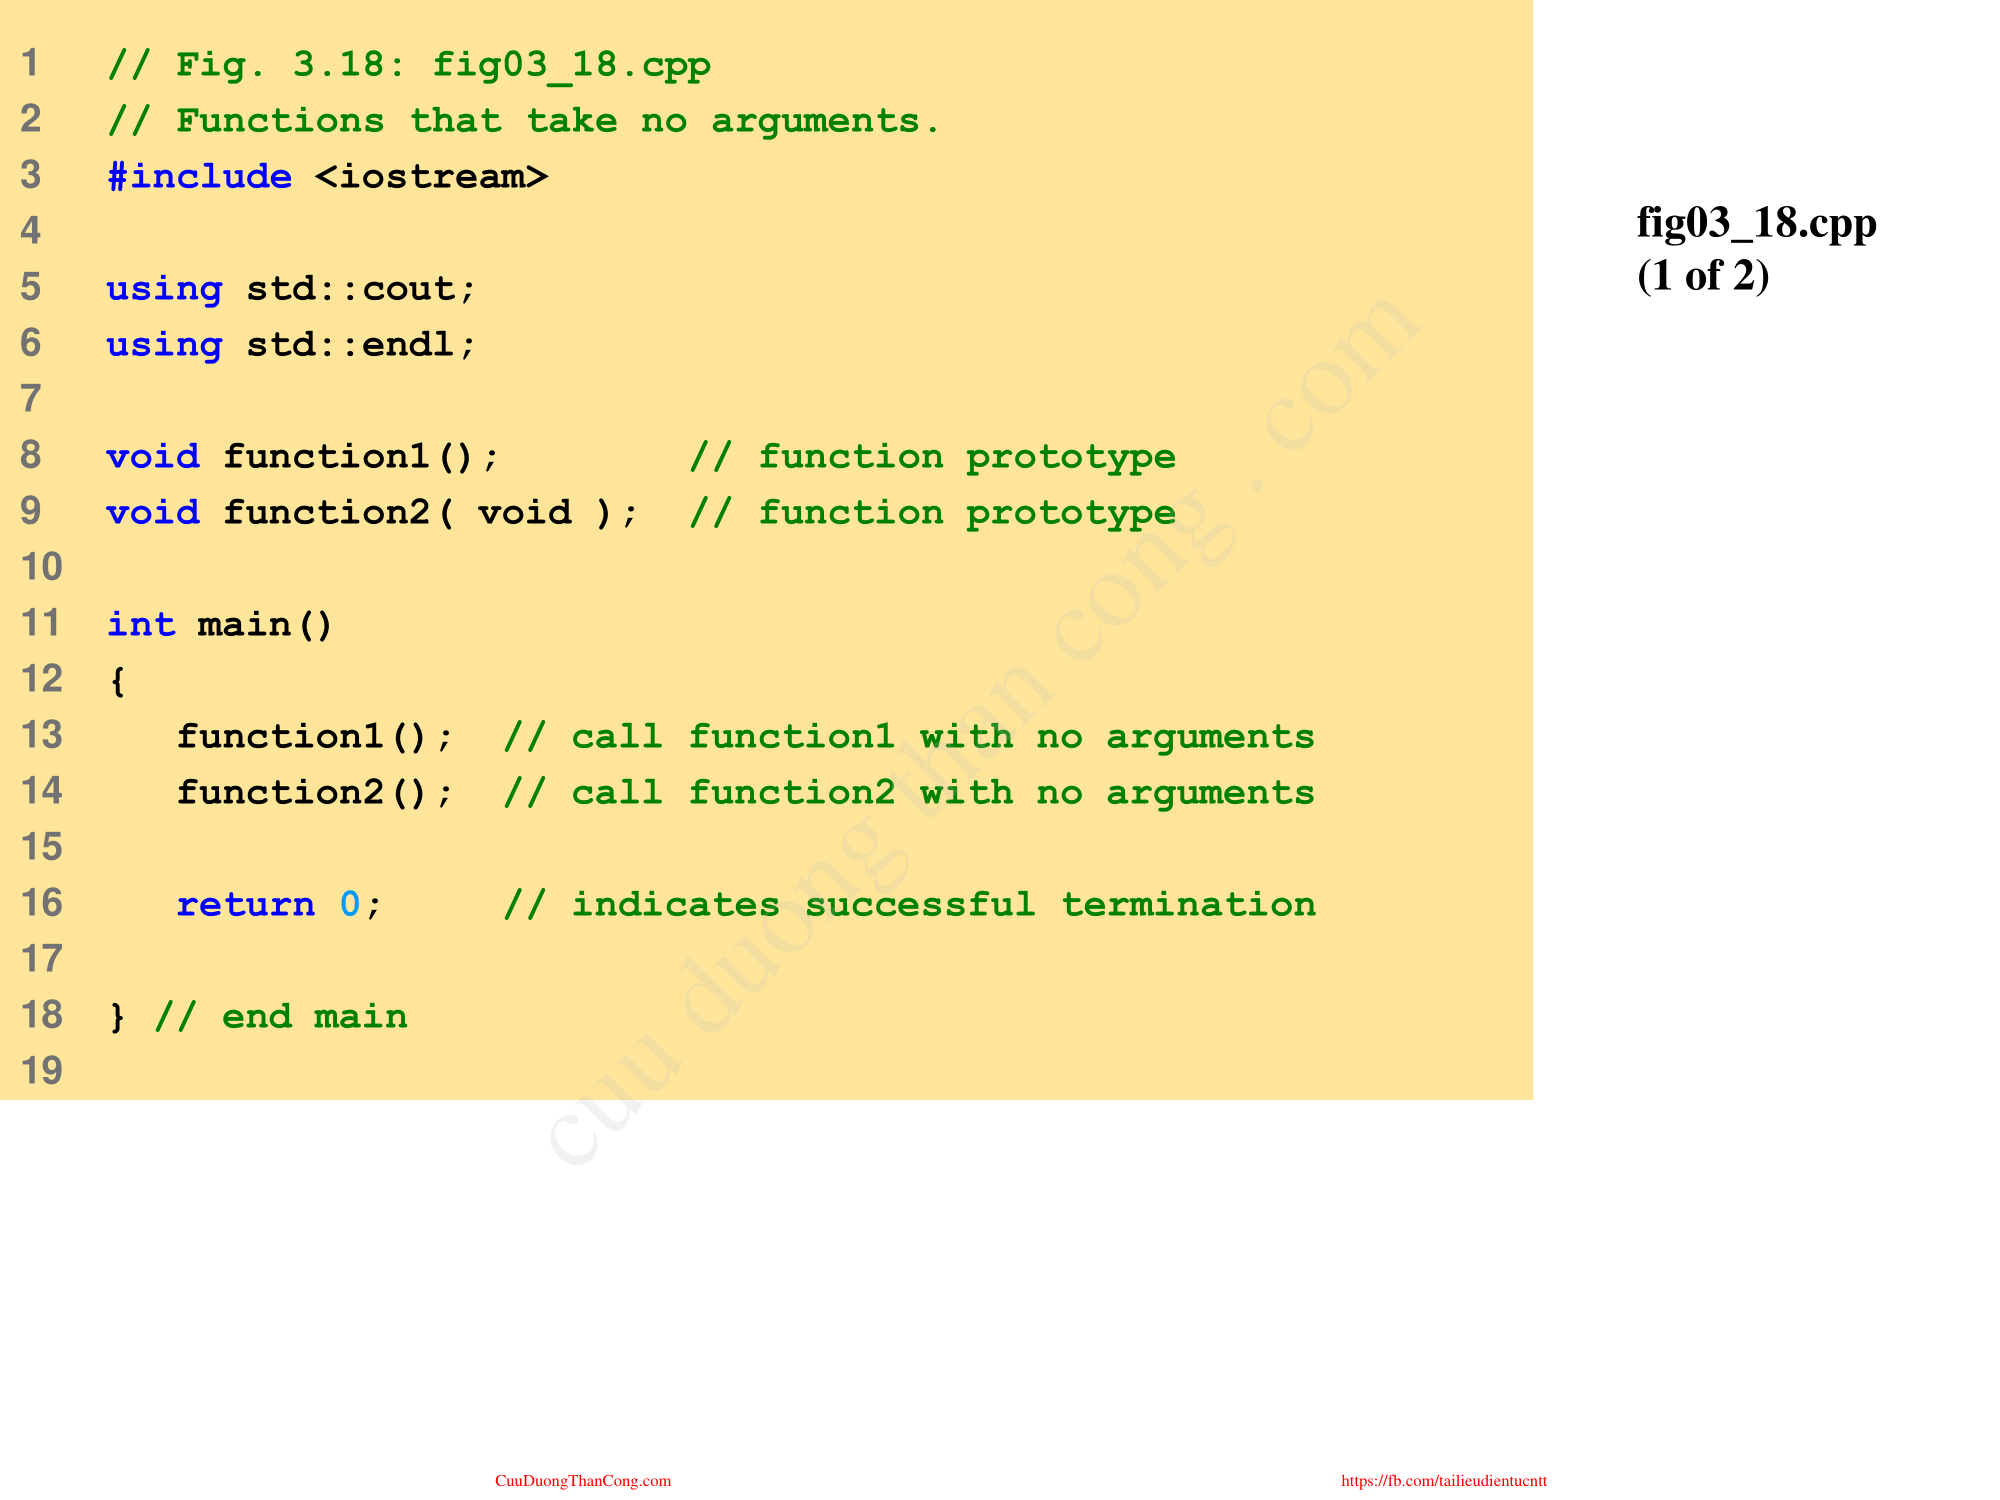 1 // Fig. 3.18: fig03_18.cpp
2 // Functions that take no arguments.
3 #include <iostream>
4
5 using std::cout;
6 using std::endl;
7
8 void function1();        // function prototype
9 void function2( void );  // function prototype
10
11 int main()
12 {
13    function1();  // call function1 with no arguments
14    function2();  // call function2 with no arguments
15
16    return 0;     // indicates successful termination
17
18 } // end main
19
fig03_18.cpp
(1 of 2)
cuu duong than cong . com
CuuDuongThanCong.com
https://fb.com/tailieudientucntt